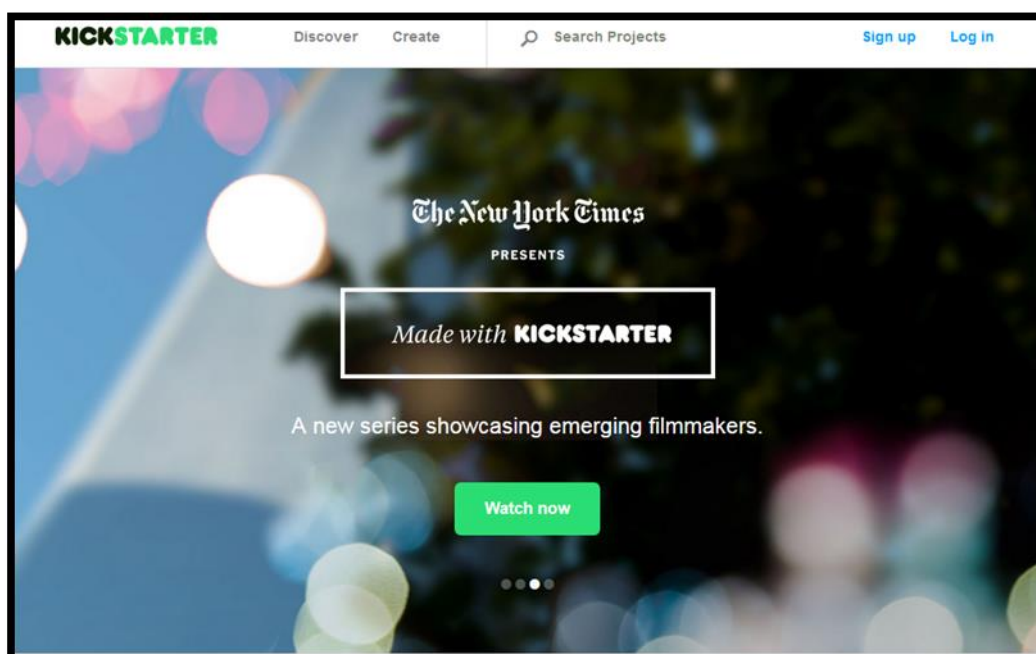 KICKSTARTER Discover Create Search Projects Sign up Log in
The New York Times
PRESENTS
Made with KICKSTARTER
A new series showcasing emerging filmmakers.
Watch now